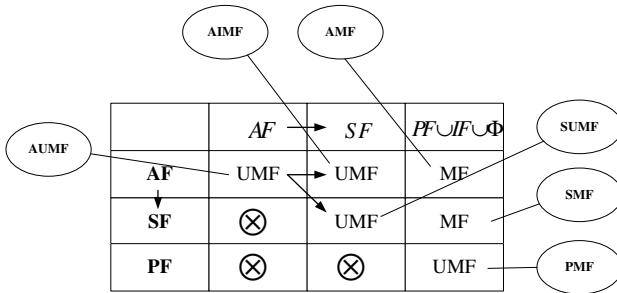 AIMF AMF
AF SF PF∪IF∪Φ
SUMF
AUMF
AF UMF UMF MF
SMF
SF ⊗ UMF MF
PF ⊗ ⊗ UMF
PMF